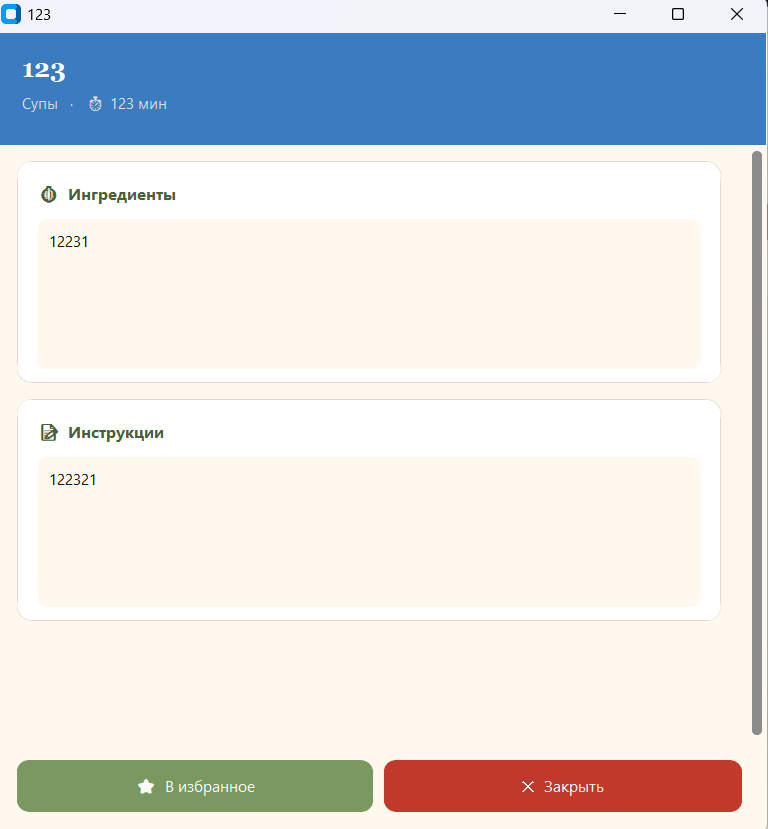 123
123
Супы · ⏱ 123 мин
Ингредиенты
12231
Инструкции
122321
В избранное
Закрыть